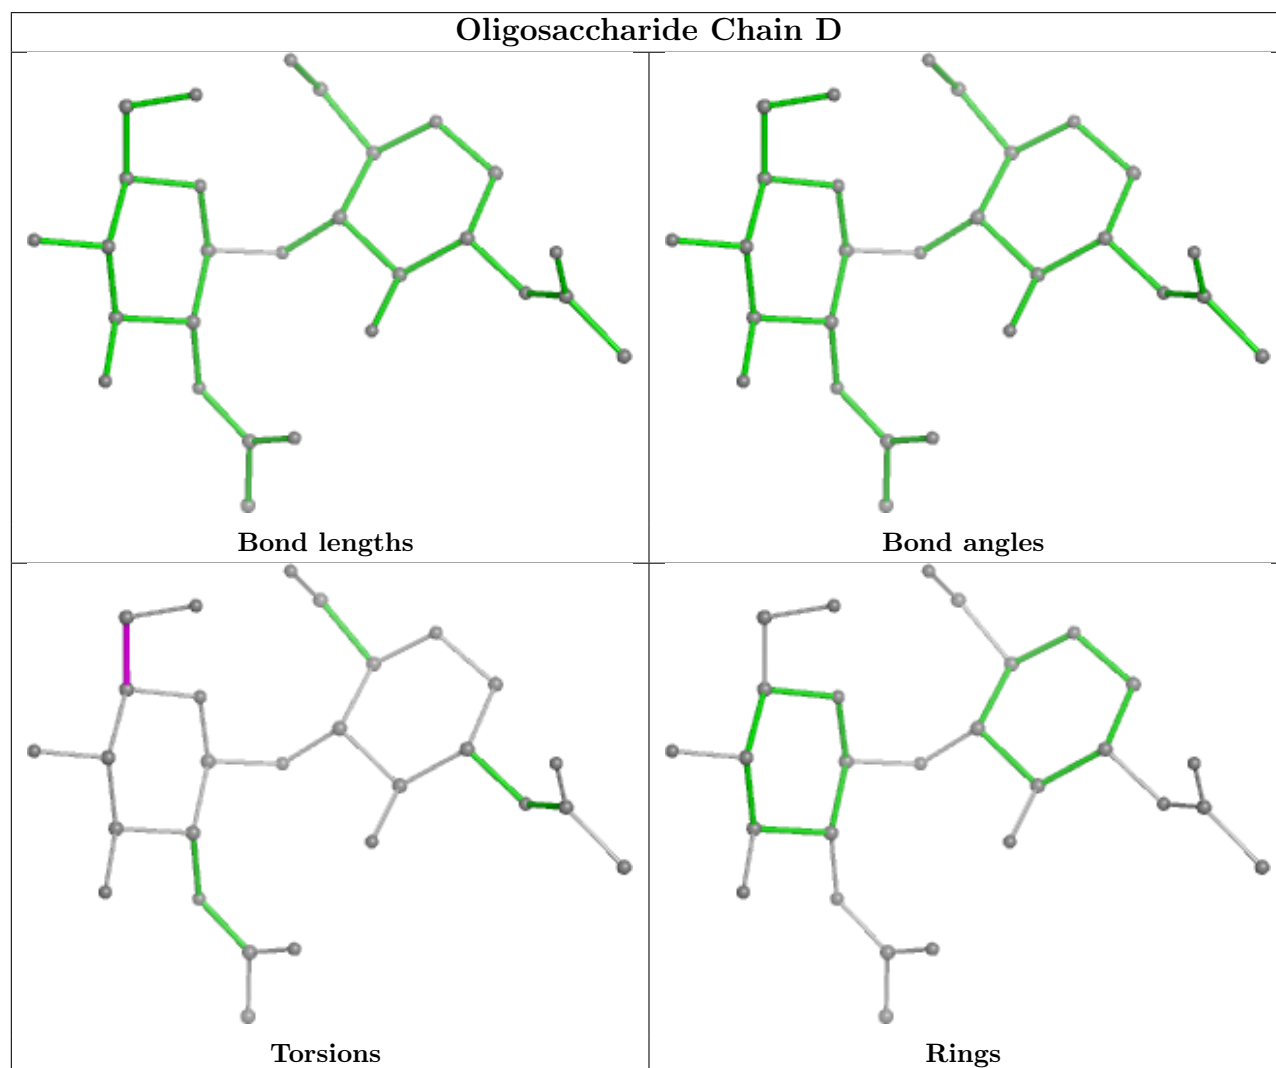 Oligosaccharide Chain D
Bond lengths
Bond angles
Torsions
Rings